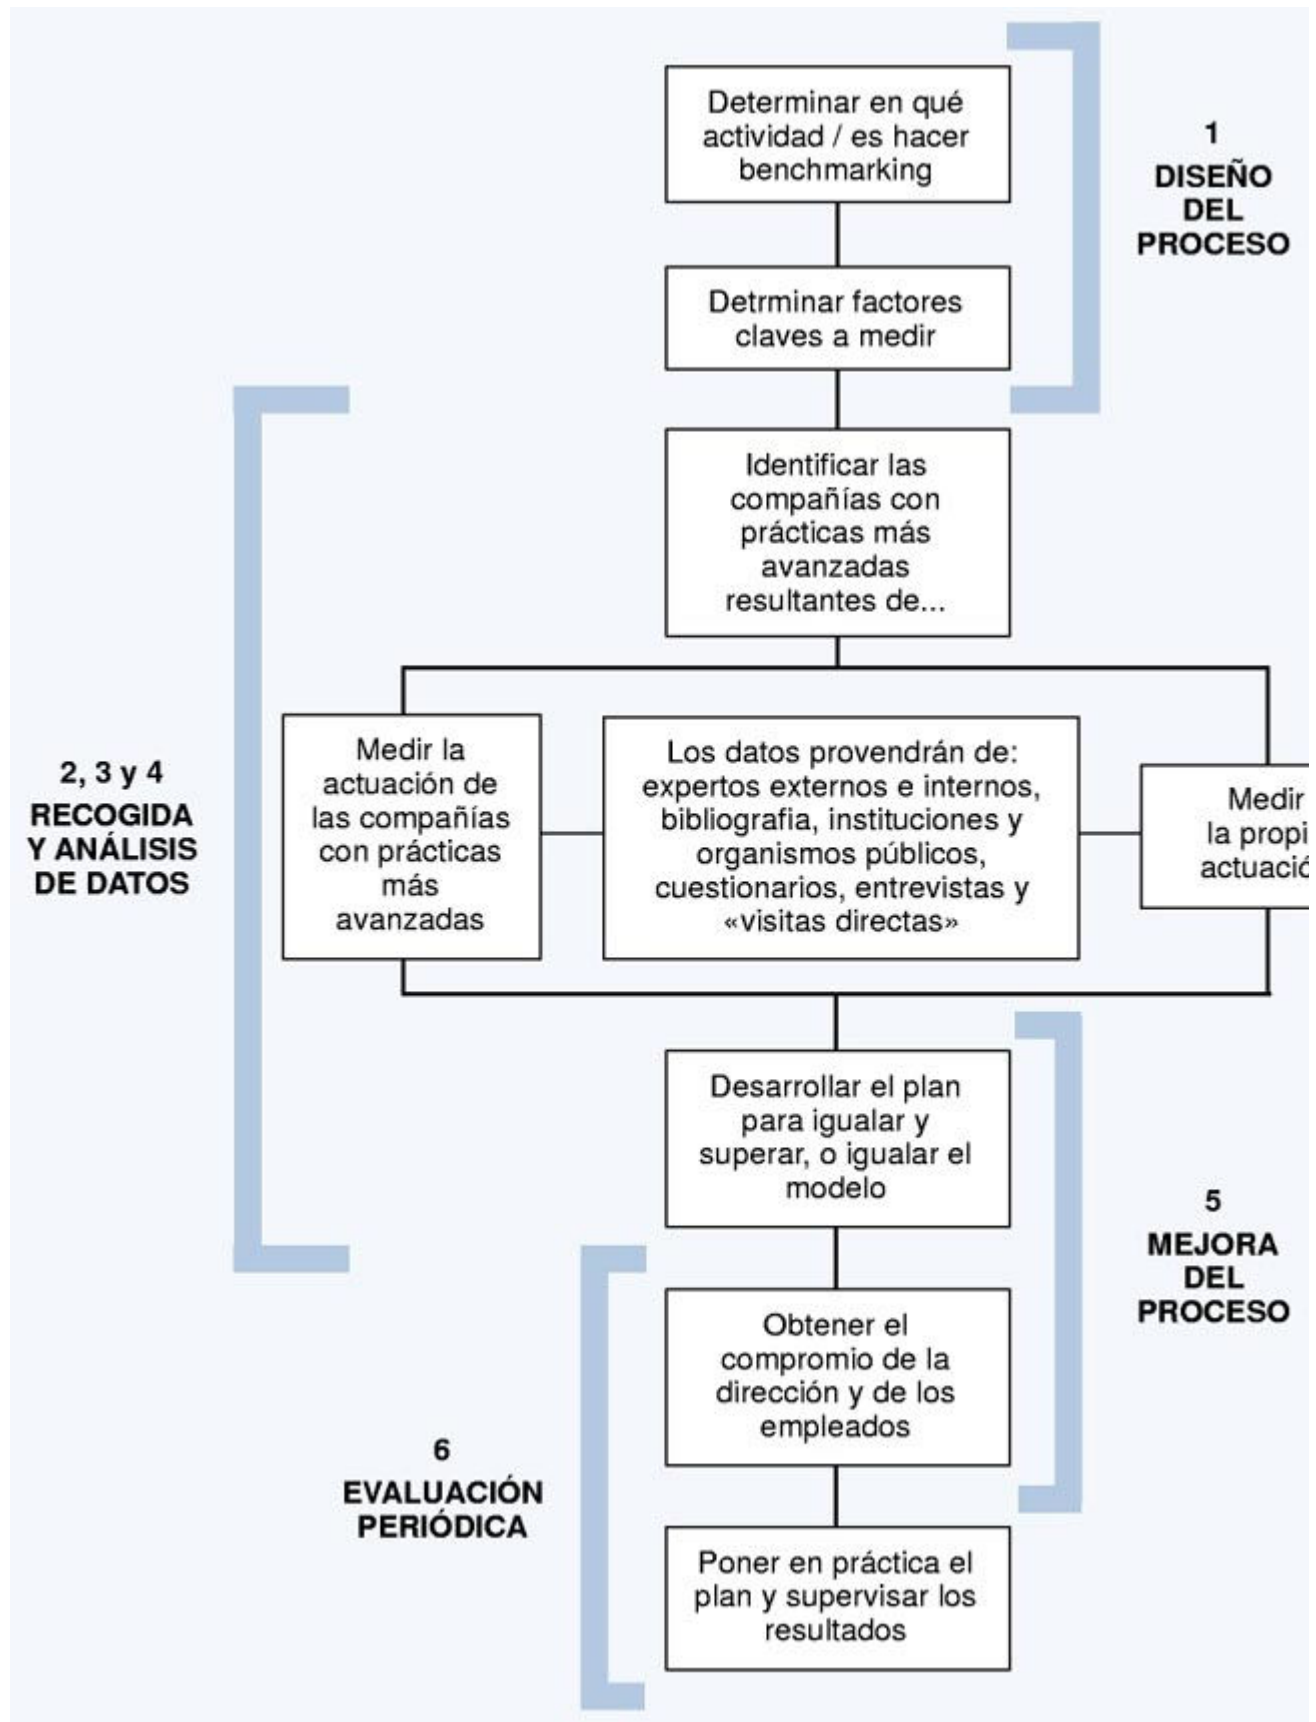 Determinar en qué
actividad / es hacer
benchmarking
1
DISEÑO
DEL
PROCESO
Detrminar factores
claves a medir
Identificar las
compañías con
prácticas más
avanzadas
resultantes de...
2, 3 y 4
RECOGIDA
Y ANÁLISIS
DE DATOS
Medir la
actuación de
las compañías
con prácticas
más
avanzadas
Los datos provendrán de:
expertos externos e internos,
bibliografia, instituciones y
organismos públicos,
cuestionarios, entrevistas y
«visitas directas»
Medir
la propi
actuació
Desarrollar el plan
para igualar y
superar, o igualar el
modelo
5
MEJORA
DEL
PROCESO
Obtener el
compromio de la
dirección y de los
empleados
6
EVALUACIÓN
PERIÓDICA
Poner en práctica el
plan y supervisar los
resultados